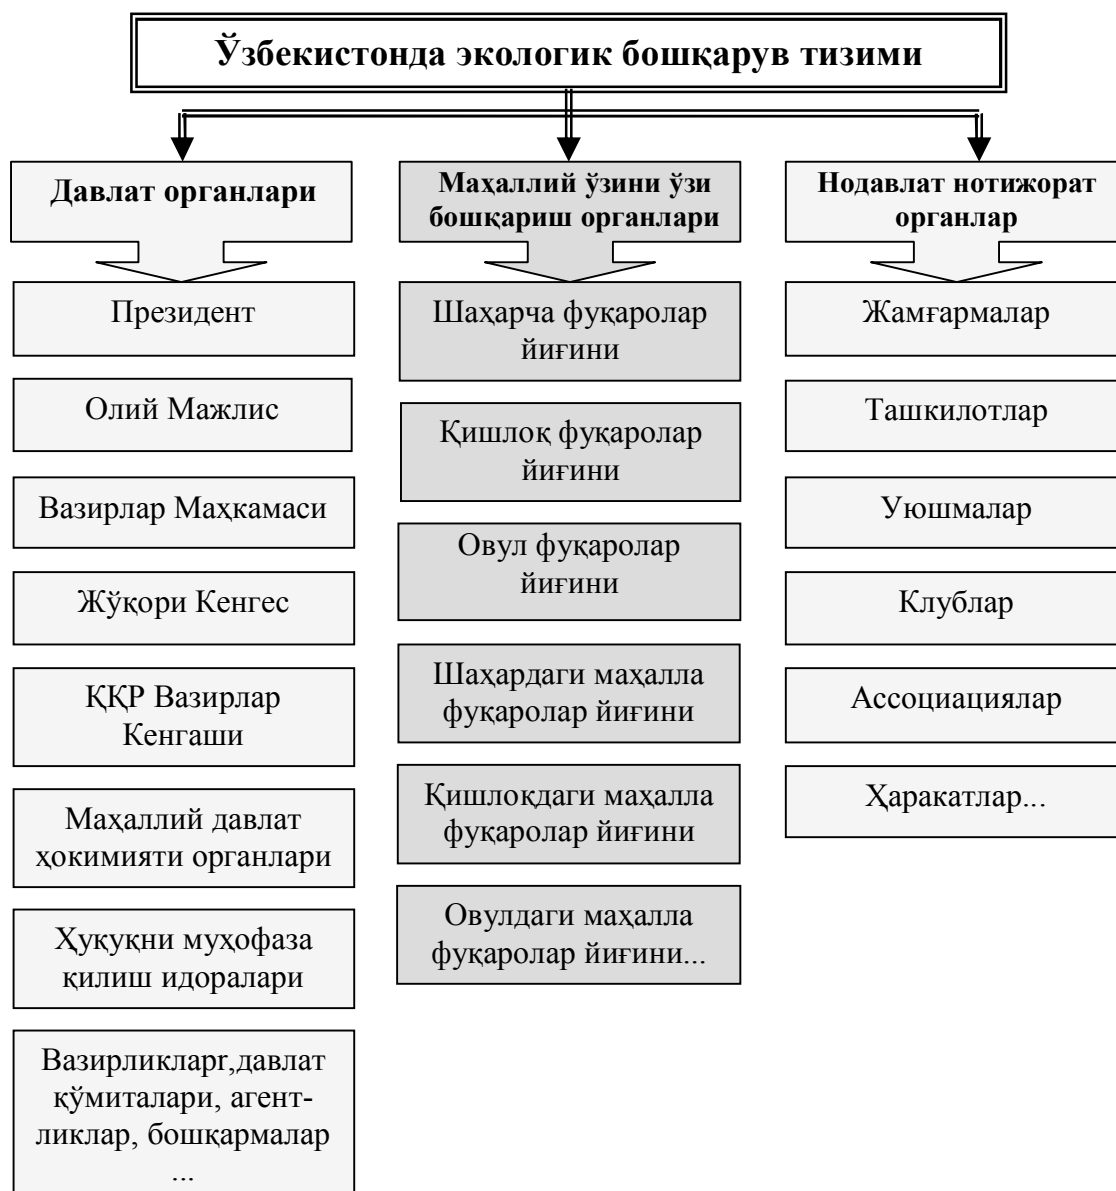 Ўзбекистонда экологик бошқарув тизими
Давлат органлари
Президент
Олий Мажлис
Вазирлар Маҳкамаси
Жўқори Кенгес
ҚҚР Вазирлар
Кенгаши
Маҳаллий давлат
ҳокимияти органлари
Ҳуқуқни муҳофаза
қилиш идоралари
Вазирликларr,давлат
қўмиталари, агент-
ликлар, бошқармалар
...
Маҳаллий ўзини ўзи
бошқариш органлари
Шаҳарча фуқаролар
йиғини
Қишлоқ фуқаролар
йиғини
Овул фуқаролар
йиғини
Шаҳардаги маҳалла
фуқаролар йиғини
Қишлоқдаги маҳалла
фуқаролар йиғини
Овулдаги маҳалла
фуқаролар йиғини...
Нодавлат нотижорат
органлар
Жамғармалар
Ташкилотлар
Уюшмалар
Клублар
Ассоциациялар
Ҳаракатлар...